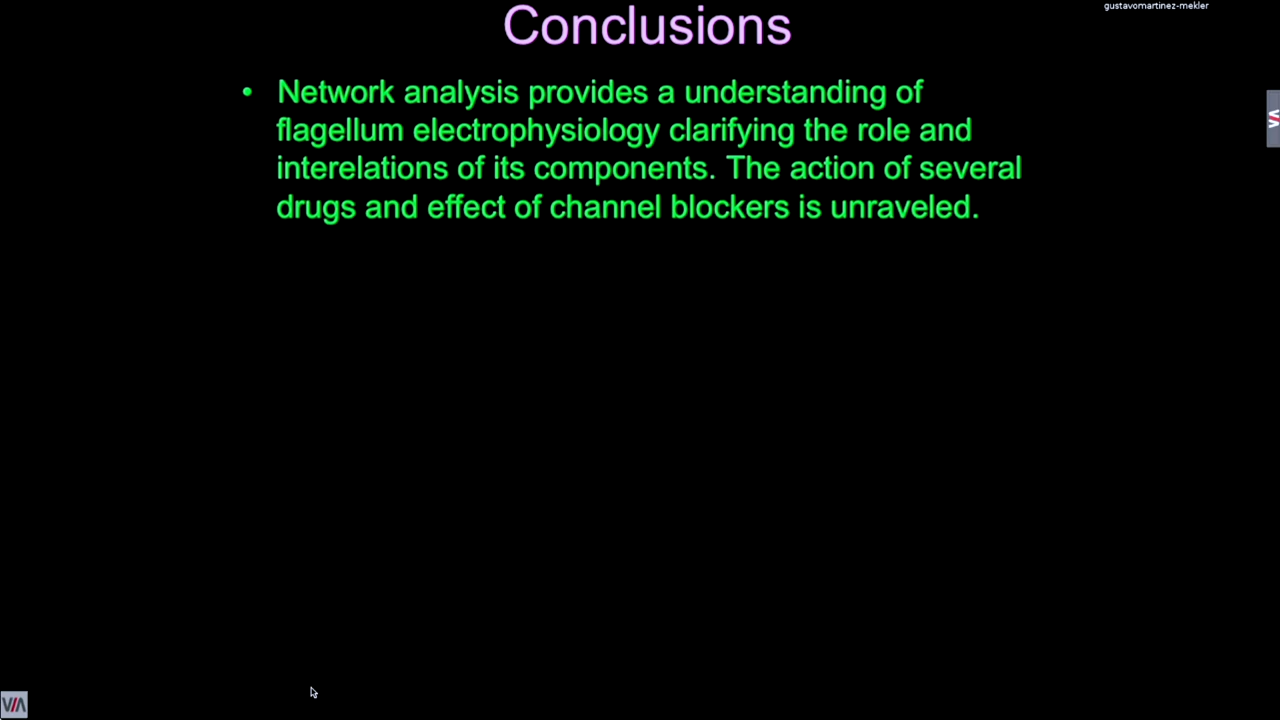 gustavomartinez-mekler
Conclusions
• Network analysis provides a understanding of
flagellum electrophysiology clarifying the role and
interelations of its components. The action of several
drugs and effect of channel blockers is unraveled.
VIA